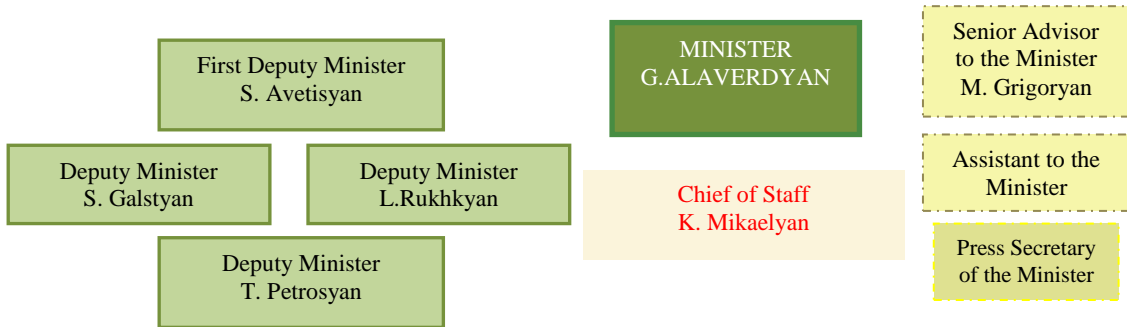 First Deputy Minister
S. Avetisyan
Deputy Minister
S. Galstyan
Deputy Minister
L.Rukhkyan
Deputy Minister
T. Petrosyan
MINISTER
G.ALAVERDYAN
Chief of Staff
K. Mikaelyan
Senior Advisor
to the Minister
M. Grigoryan
Assistant to the
Minister
Press Secretary
of the Minister